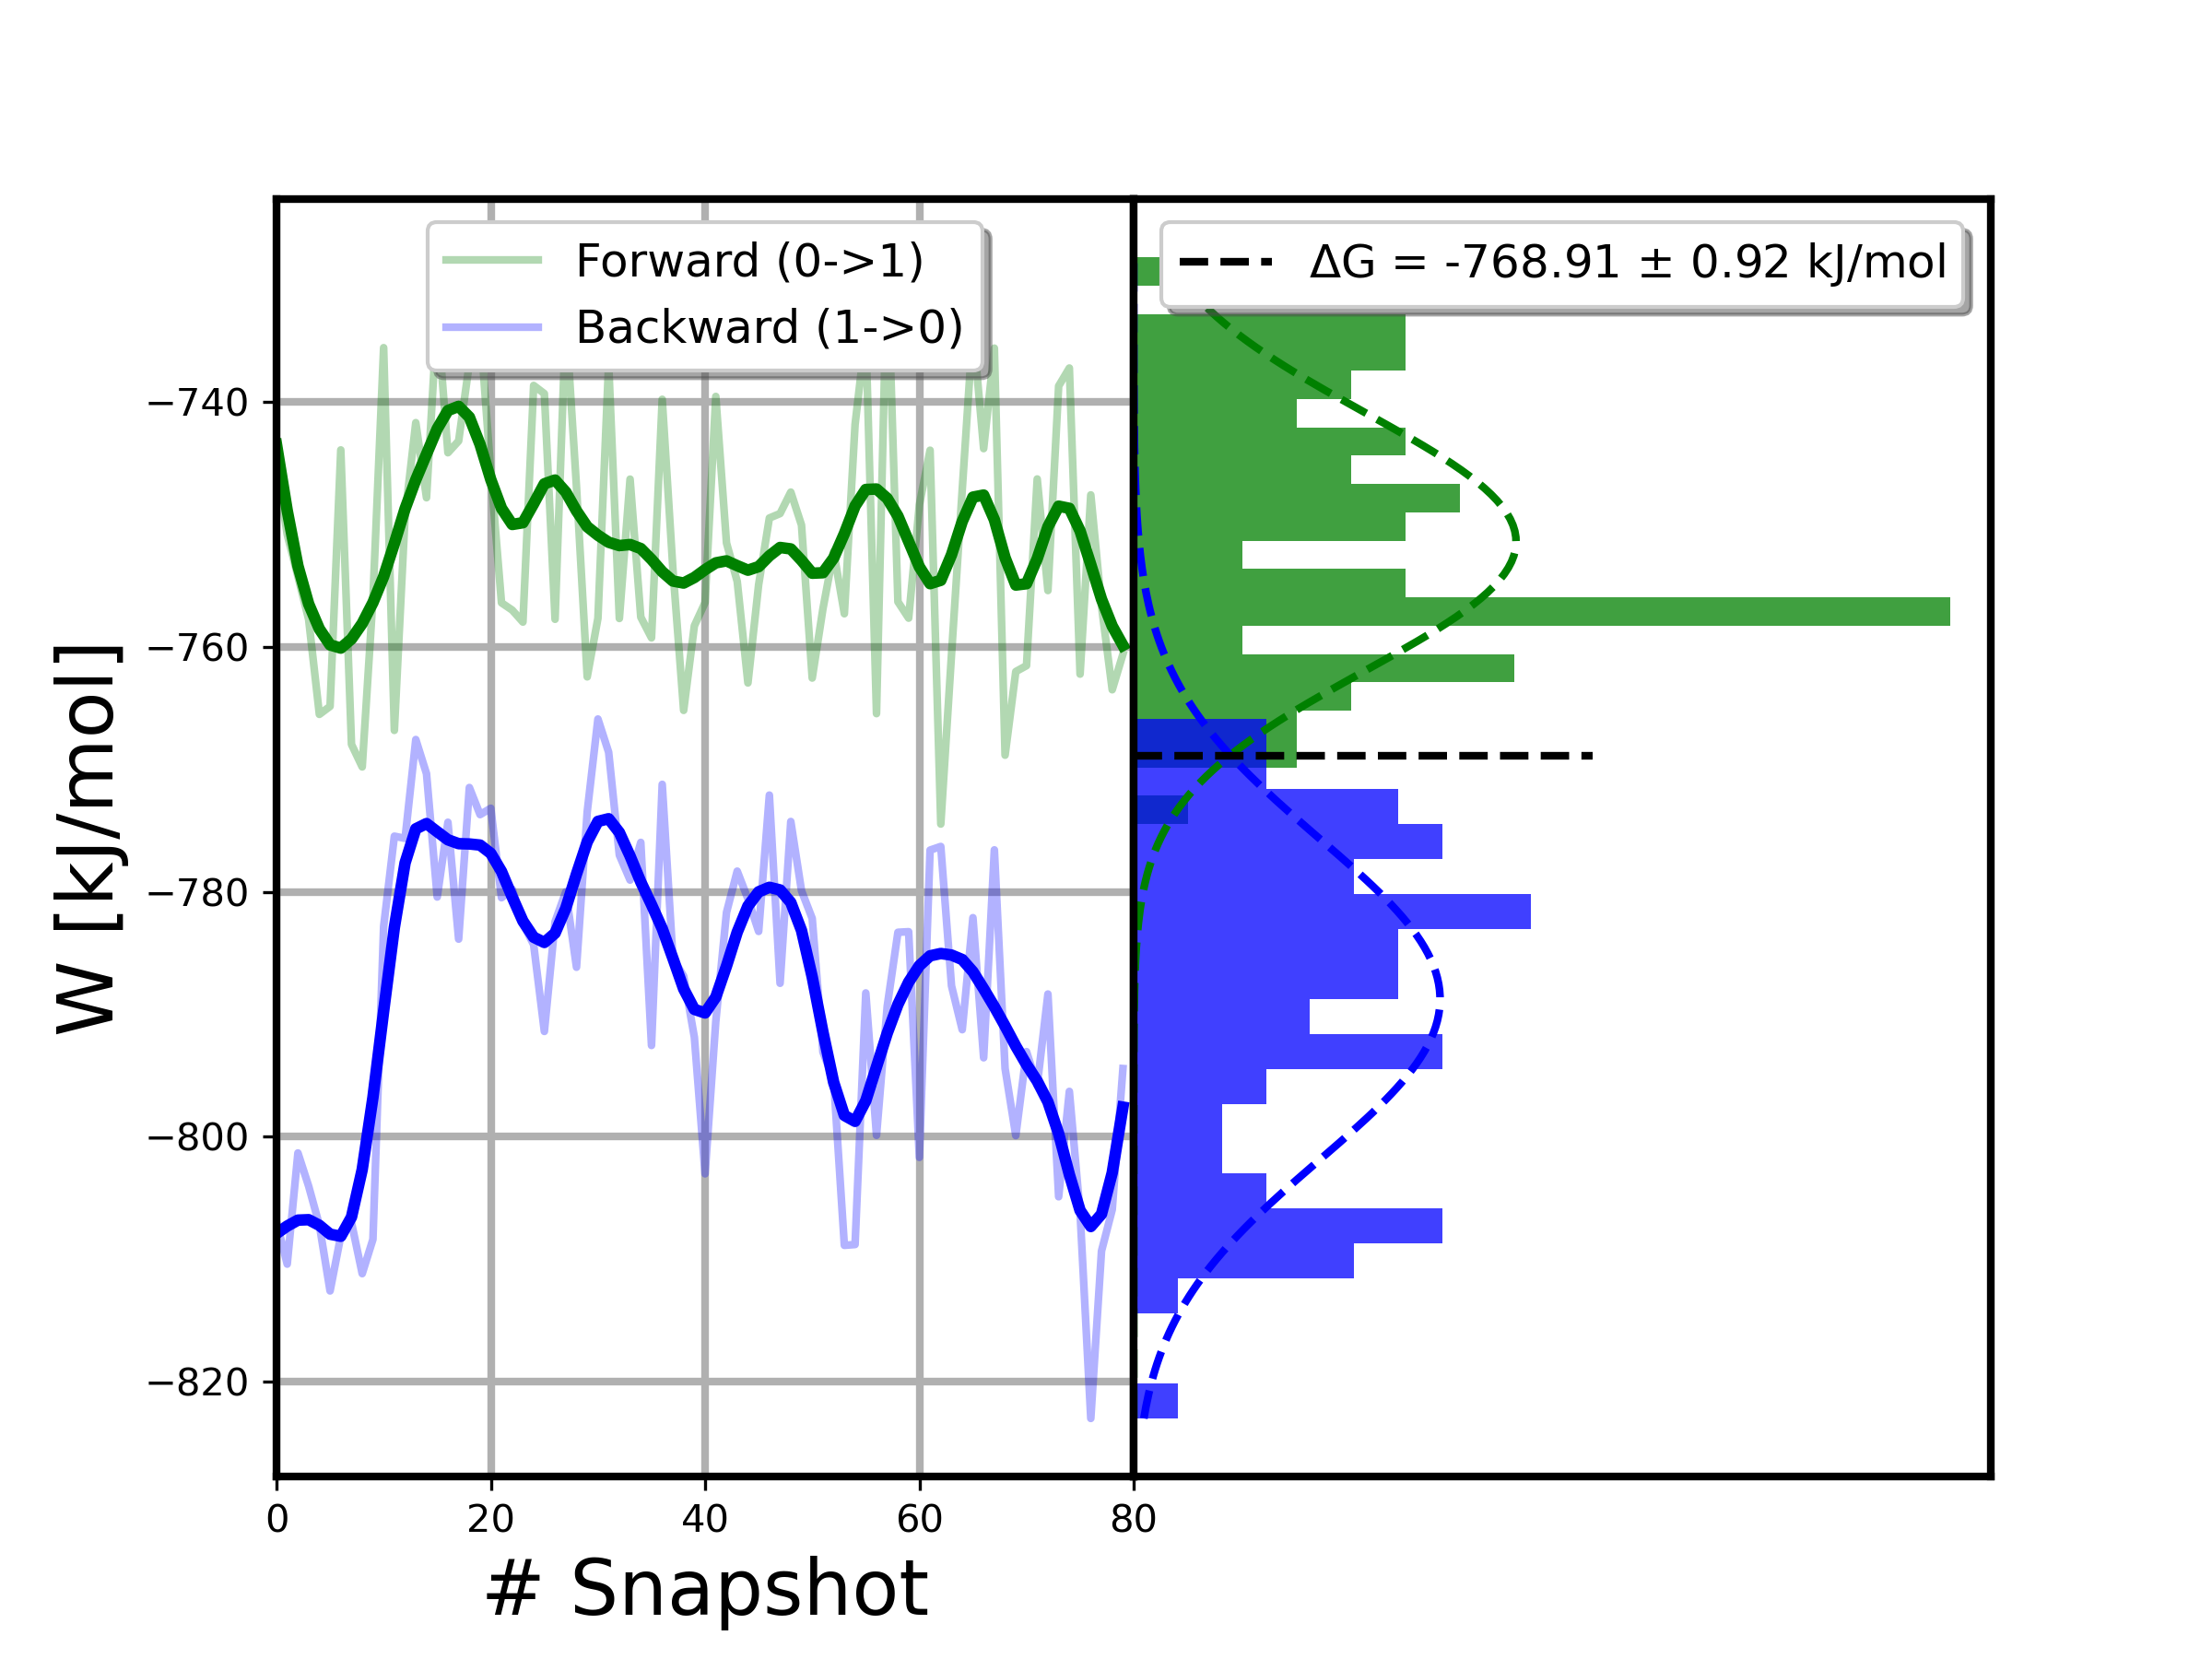 Forward (0->1)
Backward (1->0)
ΔG = -768.91 ± 0.92 kJ/mol
W [kJ/mol]
−740
−760
−780
−800
−820
0 20 40 60 80
# Snapshot